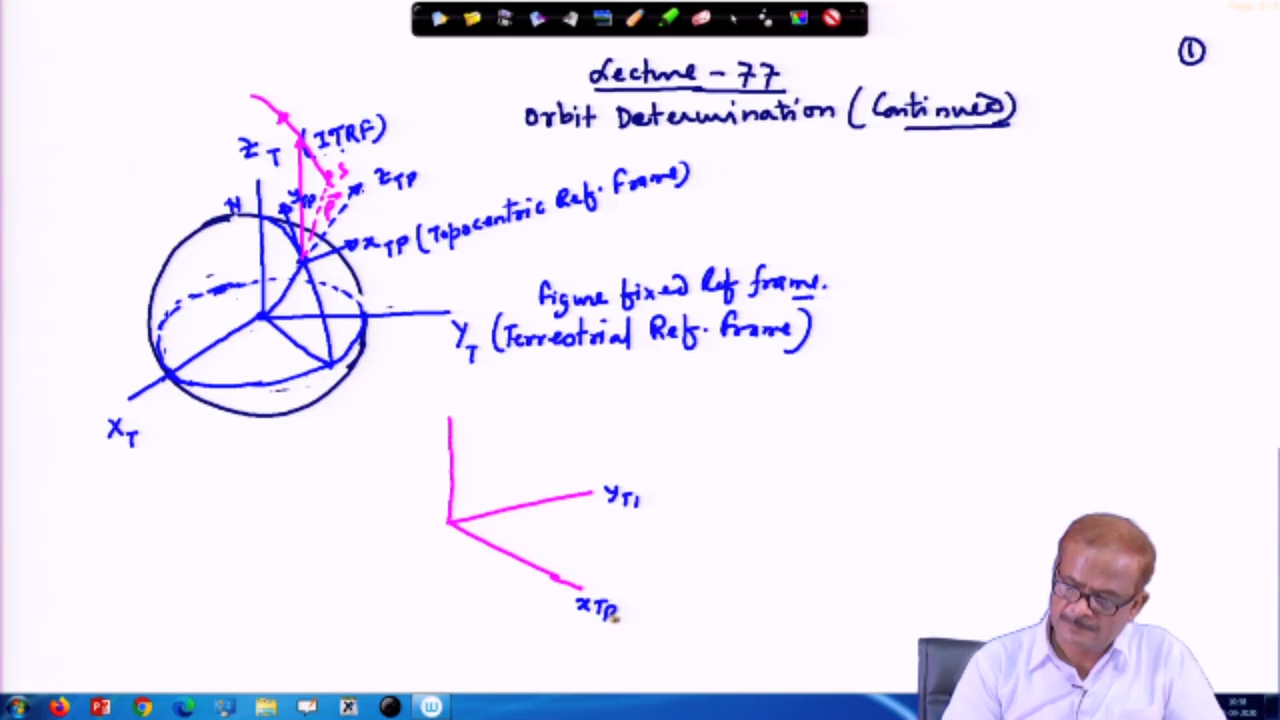 ①
Lecture - 77
Orbit Determination (Continued)
Z_T (ITRF)
N
y_TP
S
ρ
z_TP
x_TP (Topocentric Ref. frame)
figure fixed Ref frame.
Y_T (Terrestrial Ref. frame)
X_T
y_T1
x_TP